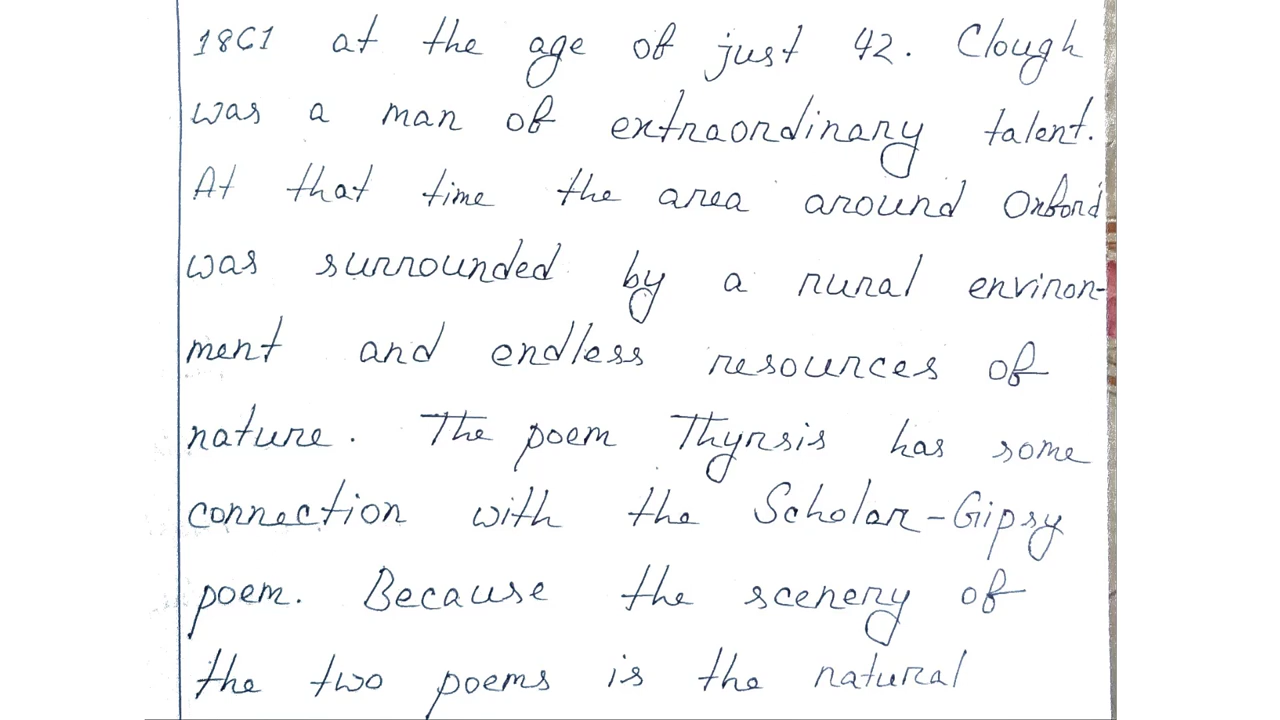 1861 at the age of just 42. Clough
was a man of extraordinary talent.
At that time the area around Oxford
was surrounded by a rural environ-
ment and endless resources of
nature. The poem Thyrsis has some
connection with the Scholar-Gipsy
poem. Because the scenery of
the two poems is the natural